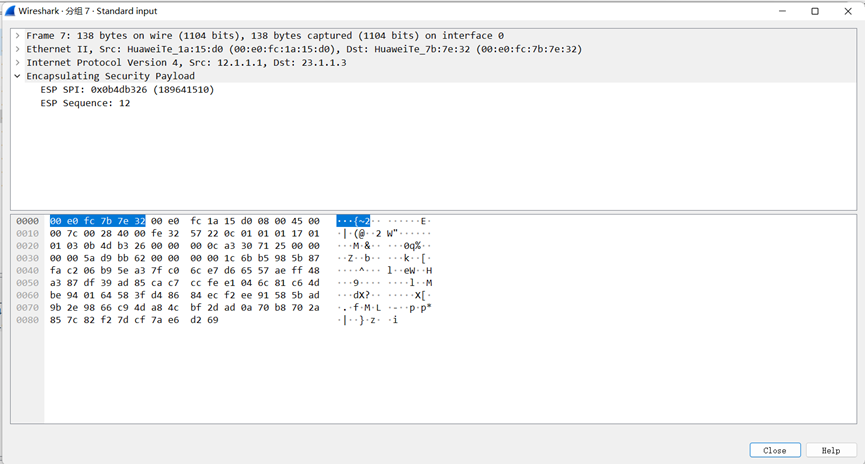 Wireshark · 分组 7 · Standard input
Frame 7: 138 bytes on wire (1104 bits), 138 bytes captured (1104 bits) on interface 0
Ethernet II, Src: HuaweiTe_1a:15:d0 (00:e0:fc:1a:15:d0), Dst: HuaweiTe_7b:7e:32 (00:e0:fc:7b:7e:32)
Internet Protocol Version 4, Src: 12.1.1.1, Dst: 23.1.1.3
Encapsulating Security Payload
ESP SPI: 0x0b4db326 (189641510)
ESP Sequence: 12
0000 00 e0 fc 7b 7e 32 00 e0 fc 1a 15 d0 08 00 45 00 ···{~2·· ······E·
0010 00 7c 00 28 40 00 fe 32 57 22 0c 01 01 01 17 01 ·|·(@··2 W"······
0020 01 03 0b 4d b3 26 00 00 00 0c a3 30 71 25 00 00 ···M·&·· ···0q%··
0030 00 00 5a d9 bb 62 00 00 00 00 1c 6b b5 98 5b 87 ··Z··b·· ···k··[·
0040 fa c2 06 b9 5e a3 7f c0 6c e7 d6 65 57 ae ff 48 ····^··· l··eW··H
0050 a3 87 df 39 ad 85 ca c7 cc fe e1 04 6c 81 c6 4d ···9···· ····l··M
0060 be 94 01 64 58 3f d4 86 84 ec f2 ee 91 58 5b ad ···dX?·· ·····X[·
0070 9b 2e 98 66 c9 4d a8 4c bf 2d ad 0a 70 b8 70 2a ·.·f·M·L ·-··p·p*
0080 85 7c 82 f2 7d cf 7a e6 d2 69 ·|··}·z· ·i
Close Help